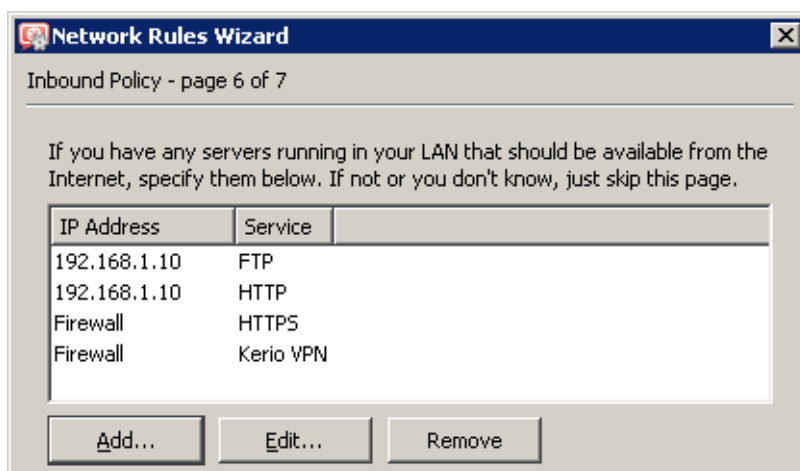 Network Rules Wizard
Inbound Policy - page 6 of 7
If you have any servers running in your LAN that should be available from the
Internet, specify them below. If not or you don't know, just skip this page.
IP Address Service
192.168.1.10 FTP
192.168.1.10 HTTP
Firewall HTTPS
Firewall Kerio VPN
Add... Edit... Remove